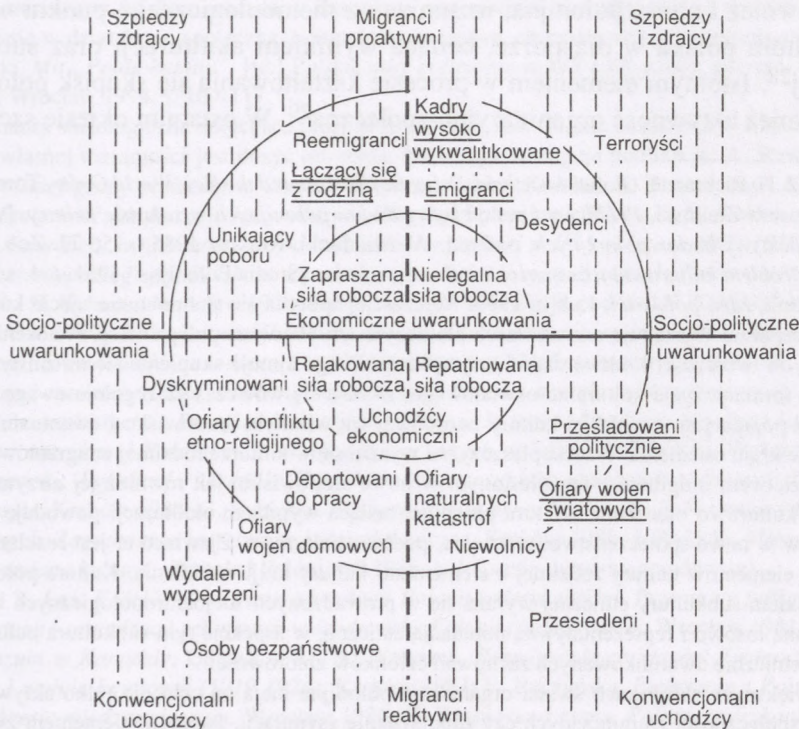 Szpiedzy
i zdrajcy
Migranci
proaktywni
Szpiedzy
i zdrajcy
Reemigranci
Kadry
wysoko
wykwalifikowane
Terroryści
Łączący się
z rodziną
Emigranci
Desydenci
Unikający
poboru
Zapraszana
siła robocza
Nielegalna
siła robocza
Ekonomiczne uwarunkowania
Socjo-polityczne
uwarunkowania
Socjo-polityczne
uwarunkowania
Dyskryminowani
Relakowana
siła robocza
Repatriowana
siła robocza
Ofiary konfliktu
etno-religijnego
Uchodźcy
ekonomiczni
Prześladowani
politycznie
Deportowani
do pracy
Ofiary
naturalnych
katastrof
Ofiary wojen
światowych
Ofiary
wojen domowych
Niewolnicy
Wydaleni
wypędzeni
Przesiedleni
Osoby bezpaństwowe
Konwencjonalni
uchodźcy
Migranci
reaktywni
Konwencjonalni
uchodźcy